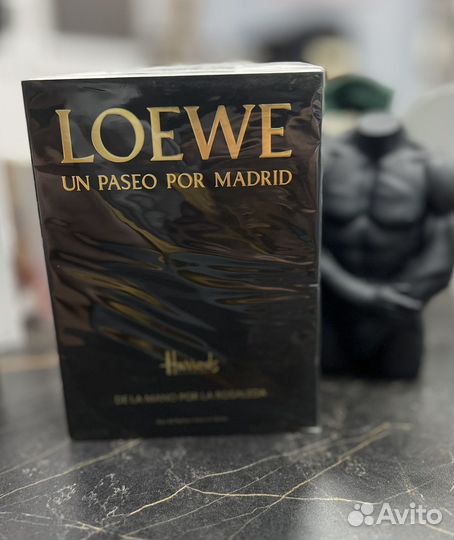 LOEWE
UN PASEO POR MADRID
Harrods
DE LA MANO POR LA ROSALEDA
Avito